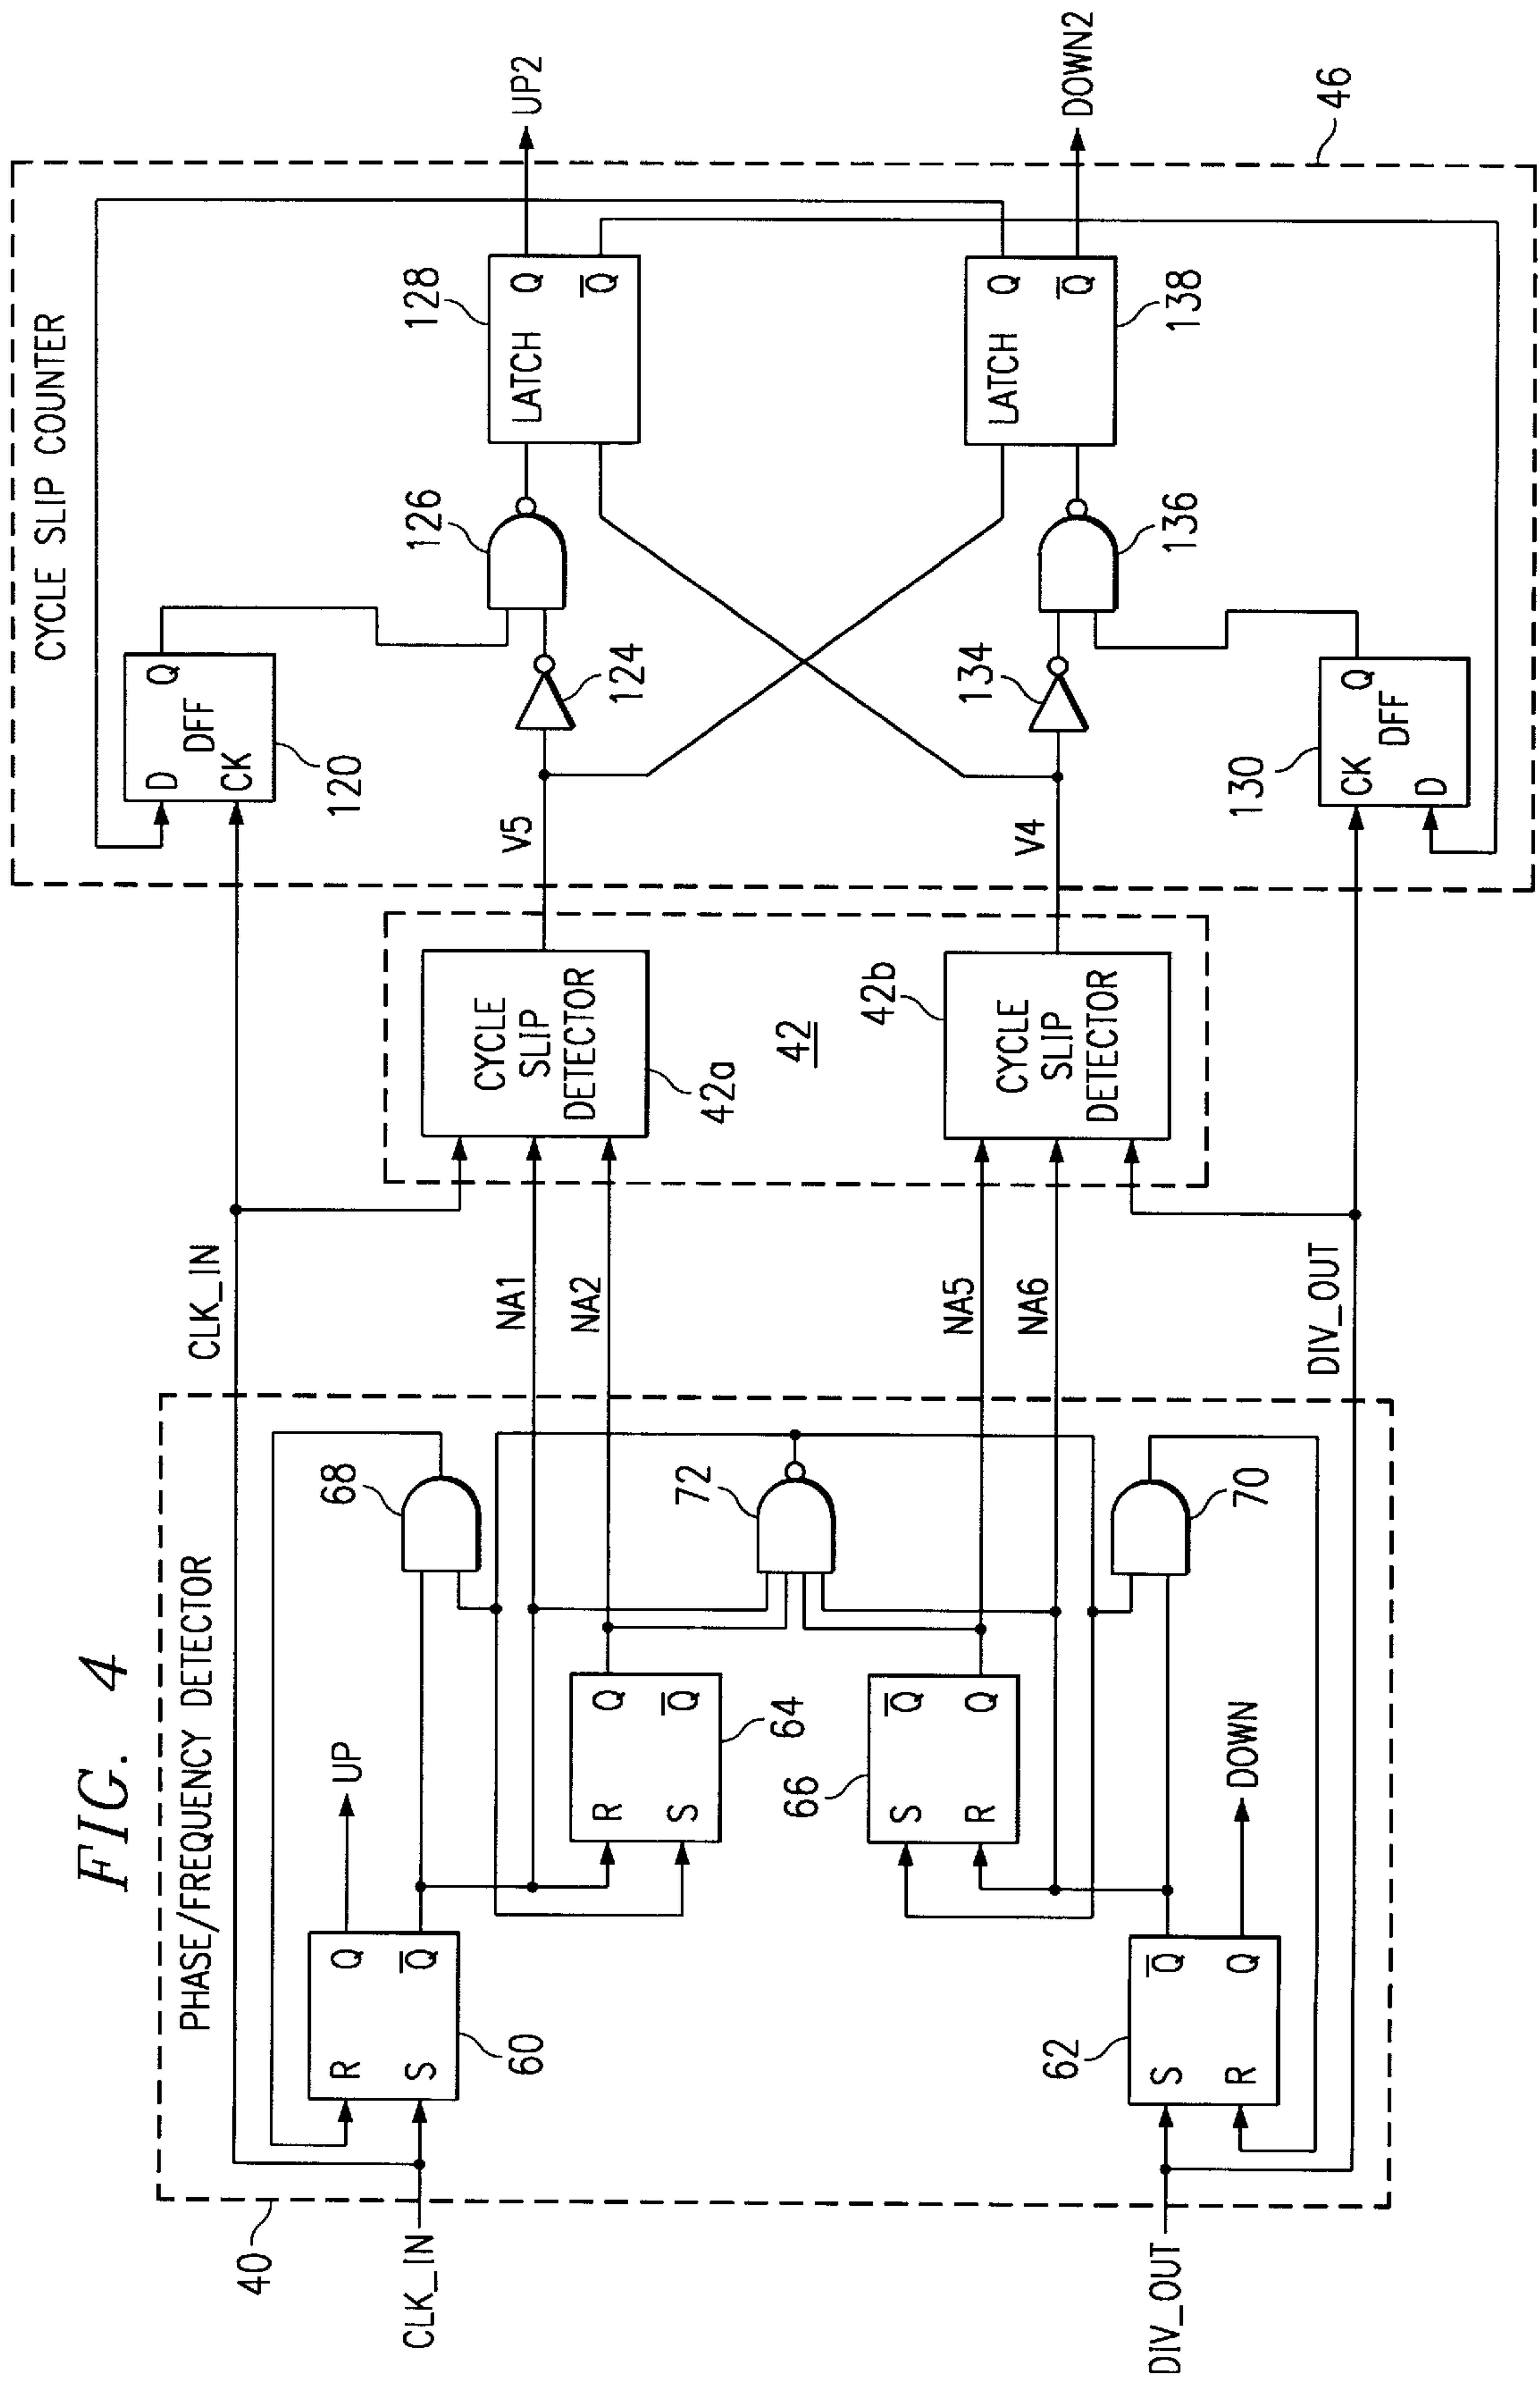 FIG. 4
PHASE/FREQUENCY DETECTOR
40
CLK_IN
DIV_OUT
R
S
Q
Q̅
60
UP
68
S
R
Q̅
Q
62
DOWN
70
R
S
Q
Q̅
64
S
R
Q̅
Q
66
72
CLK_IN
NA1
NA2
NA5
NA6
DIV_OUT
CYCLE
SLIP
DETECTOR
42a
42
CYCLE
SLIP
DETECTOR
42b
V5
V4
CYCLE SLIP COUNTER
46
D
Q
DFF
CK
120
124
126
LATCH
Q
Q̅
128
UP2
134
136
LATCH
Q
Q̅
138
DOWN2
CK
Q
DFF
D
130